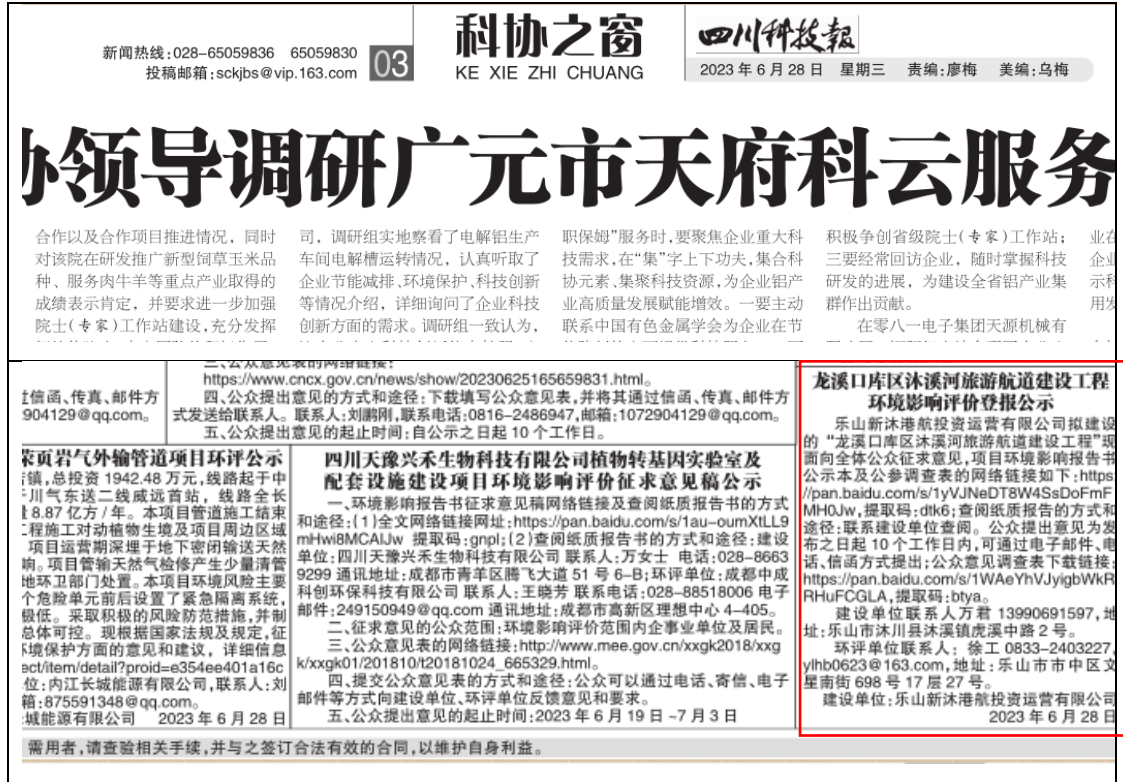 新闻热线:028-65059836 65059830
投稿邮箱:sckjbs@vip.163.com
03
科协之窗
KE XIE ZHI CHUANG
四川科技報
2023年6月28日 星期三 责编:廖梅 美编:乌梅
协领导调研广元市天府科云服务
合作以及合作项目推进情况，同时
对该院在研发推广新型饲草玉米品
种、服务肉牛羊等重点产业取得的
成绩表示肯定，并要求进一步加强
院士(专家)工作站建设,充分发挥
司，调研组实地察看了电解铝生产
车间电解槽运转情况，认真听取了
企业节能减排、环境保护、科技创新
等情况介绍，详细询问了企业科技
创新方面的需求。调研组一致认为，
职保姆”服务时,要聚焦企业重大科
技需求,在“集”字上下功夫,集合科
协元素、集聚科技资源,为企业铝产
业高质量发展赋能增效。一要主动
联系中国有色金属学会为企业在节
积极争创省级院士(专家)工作站;
三要经常回访企业，随时掌握科技
研发的进展，为建设全省铝产业集
群作出贡献。
在零八一电子集团天源机械有
业在
企业
示科
用发
过信函、传真、邮件方
904129@qq.com。
三、公众意见表的网络链接:
https://www.cncx.gov.cn/news/show/20230625165659831.html。
四、公众提出意见的方式和途径:下载填写公众意见表,并将其通过信函、传真、邮件方
式发送给联系人。联系人:刘鹏刚,联系电话:0816-2486947,邮箱:1072904129@qq.com。
五、公众提出意见的起止时间:自公示之日起10个工作日。
荣页岩气外输管道项目环评公示
镇,总投资1942.48万元,线路起于中
川气东送二线威远首站，线路全长
8.87亿方/年。本项目管道施工结束
工程施工对动植物生境及项目周边区域
项目运营期深埋于地下密闭输送天然
响。项目管输天然气检修产生少量清管
地环卫部门处置。本项目环境风险主要
个危险单元前后设置了紧急隔离系统，
极低。采取积极的风险防范措施，并制
总体可控。现根据国家法规及规定,征
环境保护方面的意见和建议，详细信息
ect/item/detail?proid=e354ee401a16c
位:内江长城能源有限公司,联系人:刘
箱:875591348@qq.com。
城能源有限公司 2023年6月28日
四川天豫兴禾生物科技有限公司植物转基因实验室及
配套设施建设项目环境影响评价征求意见稿公示
一、环境影响报告书征求意见稿网络链接及查阅纸质报告书的方式
和途径:(1)全文网络链接网址:https://pan.baidu.com/s/1au-oumXtLL9
mHwi8MCAlJw 提取码:gnpl;(2)查阅纸质报告书的方式和途径:建设
单位:四川天豫兴禾生物科技有限公司 联系人:万女士 电话:028-8663
9299 通讯地址:成都市青羊区腾飞大道51号6-B;环评单位:成都中成
科创环保科技有限公司 联系人:王晓芳 联系电话:028-88518006 电子
邮件:249150949@qq.com 通讯地址:成都市高新区理想中心4-405。
二、征求意见的公众范围:环境影响评价范围内企事业单位及居民。
三、公众意见表的网络链接:http://www.mee.gov.cn/xxgk2018/xxg
k/xxgk01/201810/t20181024_665329.html。
四、提交公众意见表的方式和途径:公众可以通过电话、寄信、电子
邮件等方式向建设单位、环评单位反馈意见和要求。
五、公众提出意见的起止时间:2023年6月19日~7月3日
龙溪口库区沐溪河旅游航道建设工程
环境影响评价登报公示
乐山新沐港航投资运营有限公司拟建设
的“龙溪口库区沐溪河旅游航道建设工程”现
面向全体公众征求意见,项目环境影响报告书
公示本及公参调查表的网络链接如下:https:
//pan.baidu.com/s/1yVJNeDT8W4SsDoFmF
MH0Jw,提取码:dtk6;查阅纸质报告的方式和
途径:联系建设单位查阅。公众提出意见为发
布之日起10个工作日内,可通过电子邮件、电
话、信函方式提出;公众意见调查表下载链接:
https://pan.baidu.com/s/1WAeYhVJyigbWkR
RHuFCGLA,提取码:btya。
建设单位联系人万君 13990691597,地
址:乐山市沐川县沐溪镇虎溪中路2号。
环评单位联系人:徐工 0833-2403227,
ylhb0623@163.com,地址:乐山市市中区文
星南街698号17层27号。
建设单位:乐山新沐港航投资运营有限公司
2023年6月28日
需用者,请查验相关手续,并与之签订合法有效的合同,以维护自身利益。